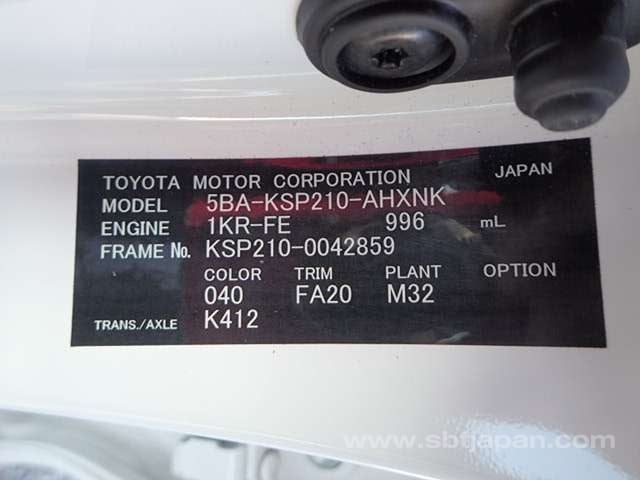 TOYOTA MOTOR CORPORATION JAPAN
MODEL 5BA-KSP210-AHXNK
ENGINE 1KR-FE 996 mL
FRAME No. KSP210-0042859
COLOR TRIM PLANT OPTION
040 FA20 M32
TRANS./AXLE K412
www.sbtjapan.com